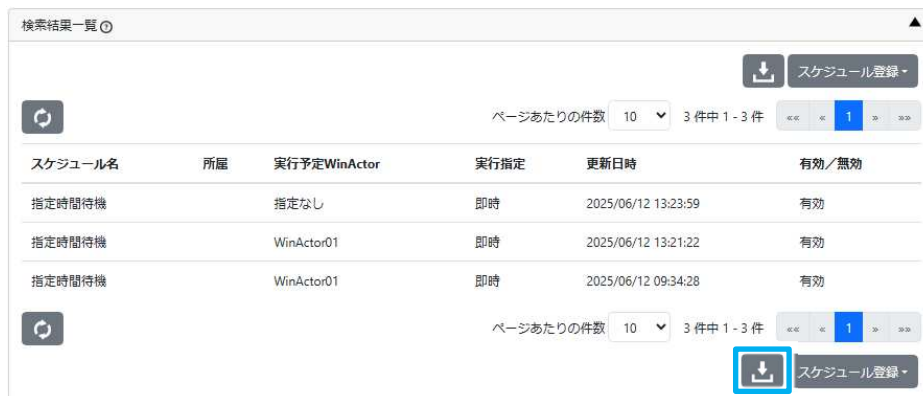 検索結果一覧 ?
スケジュール登録
ページあたりの件数 10 3 件中 1 - 3 件 «« « 1 » »»
スケジュール名 所属 実行予定WinActor 実行指定 更新日時 有効／無効
指定時間待機 指定なし 即時 2025/06/12 13:23:59 有効
指定時間待機 WinActor01 即時 2025/06/12 13:21:22 有効
指定時間待機 WinActor01 即時 2025/06/12 09:34:28 有効
ページあたりの件数 10 3 件中 1 - 3 件 «« « 1 » »»
スケジュール登録